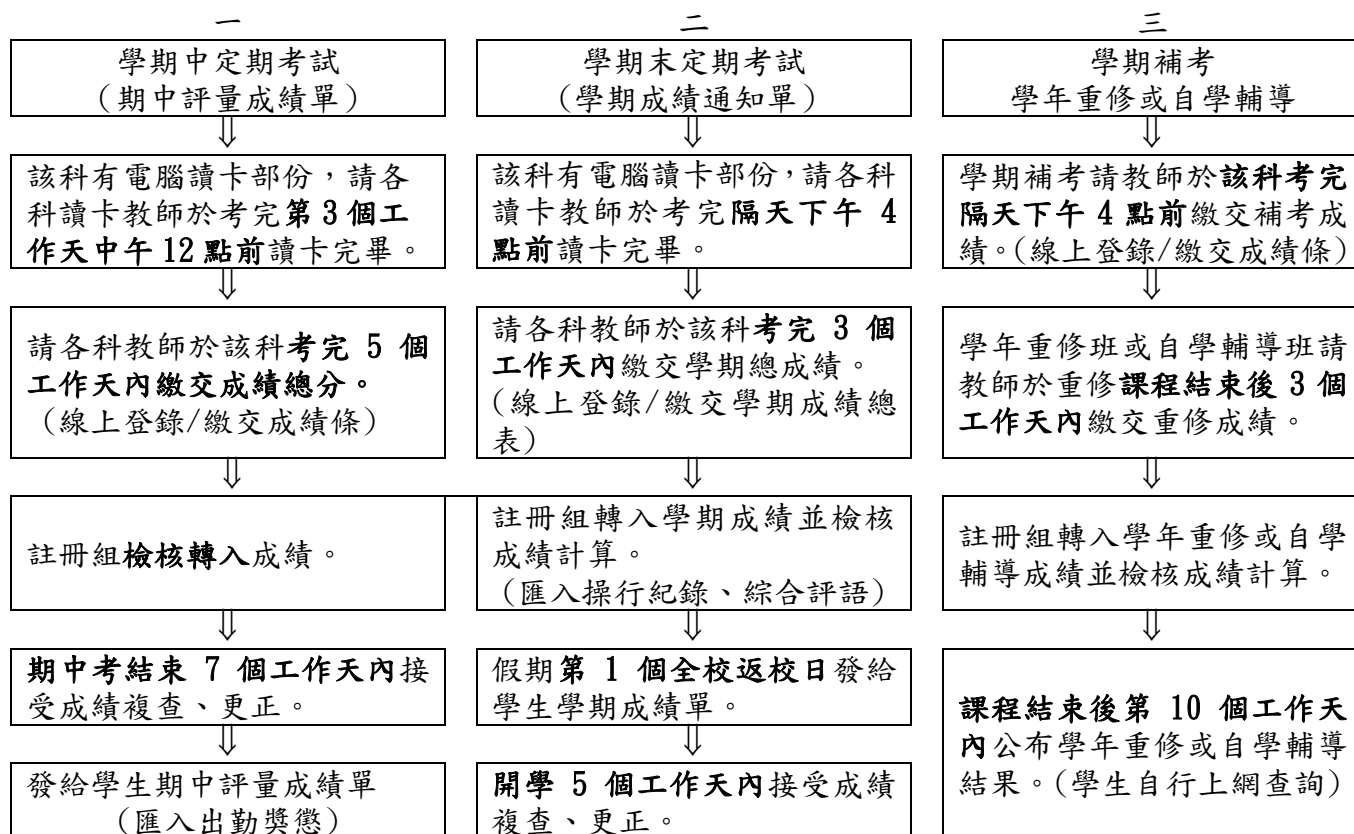 一
學期中定期考試
(期中評量成績單)
⇓
該科有電腦讀卡部份，請各
科讀卡教師於考完第 3 個工
作天中午 12 點前讀卡完畢。
⇓
請各科教師於該科考完 5 個
工作天內繳交成績總分。
(線上登錄/繳交成績條)
⇓
註冊組檢核轉入成績。
⇓
期中考結束 7 個工作天內接
受成績複查、更正。
⇓
發給學生期中評量成績單
(匯入出勤獎懲)
二
學期末定期考試
(學期成績通知單)
⇓
該科有電腦讀卡部份，請各科
讀卡教師於考完隔天下午 4
點前讀卡完畢。
⇓
請各科教師於該科考完 3 個
工作天內繳交學期總成績。
(線上登錄/繳交學期成績總
表)
⇓
註冊組轉入學期成績並檢核
成績計算。
(匯入操行紀錄、綜合評語)
⇓
假期第 1 個全校返校日發給
學生學期成績單。
⇓
開學 5 個工作天內接受成績
複查、更正。
三
學期補考
學年重修或自學輔導
⇓
學期補考請教師於該科考完
隔天下午 4 點前繳交補考成
績。(線上登錄/繳交成績條)
⇓
學年重修班或自學輔導班請
教師於重修課程結束後 3 個
工作天內繳交重修成績。
⇓
註冊組轉入學年重修或自學
輔導成績並檢核成績計算。
⇓
課程結束後第 10 個工作天
內公布學年重修或自學輔導
結果。(學生自行上網查詢)